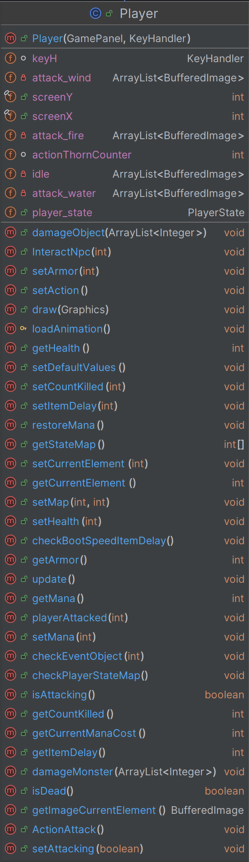 C Player
m Player(GamePanel, KeyHandler)
f keyH KeyHandler
f attack_wind ArrayList<BufferedImage>
f screenY int
f screenX int
f attack_fire ArrayList<BufferedImage>
f actionThornCounter int
f idle ArrayList<BufferedImage>
f attack_water ArrayList<BufferedImage>
f player_state PlayerState
m damageObject(ArrayList<Integer>) void
m InteractNpc(int) void
m setArmor(int) void
m setAction() void
m draw(Graphics) void
m loadAnimation() void
m getHealth() int
m setDefaultValues() void
m setCountKilled(int) void
m setItemDelay(int) void
m restoreMana() void
m getStateMap() int[]
m setCurrentElement(int) void
m getCurrentElement() int
m setMap(int, int) void
m setHealth(int) void
m checkBootSpeedItemDelay() void
m getArmor() int
m update() void
m getMana() int
m playerAttacked(int) void
m setMana(int) void
m checkEventObject(int) void
m checkPlayerStateMap() void
m isAttacking() boolean
m getCountKilled() int
m getCurrentManaCost() int
m getItemDelay() int
m damageMonster(ArrayList<Integer>) void
m isDead() boolean
m getImageCurrentElement() BufferedImage
m ActionAttack() void
m setAttacking(boolean) void